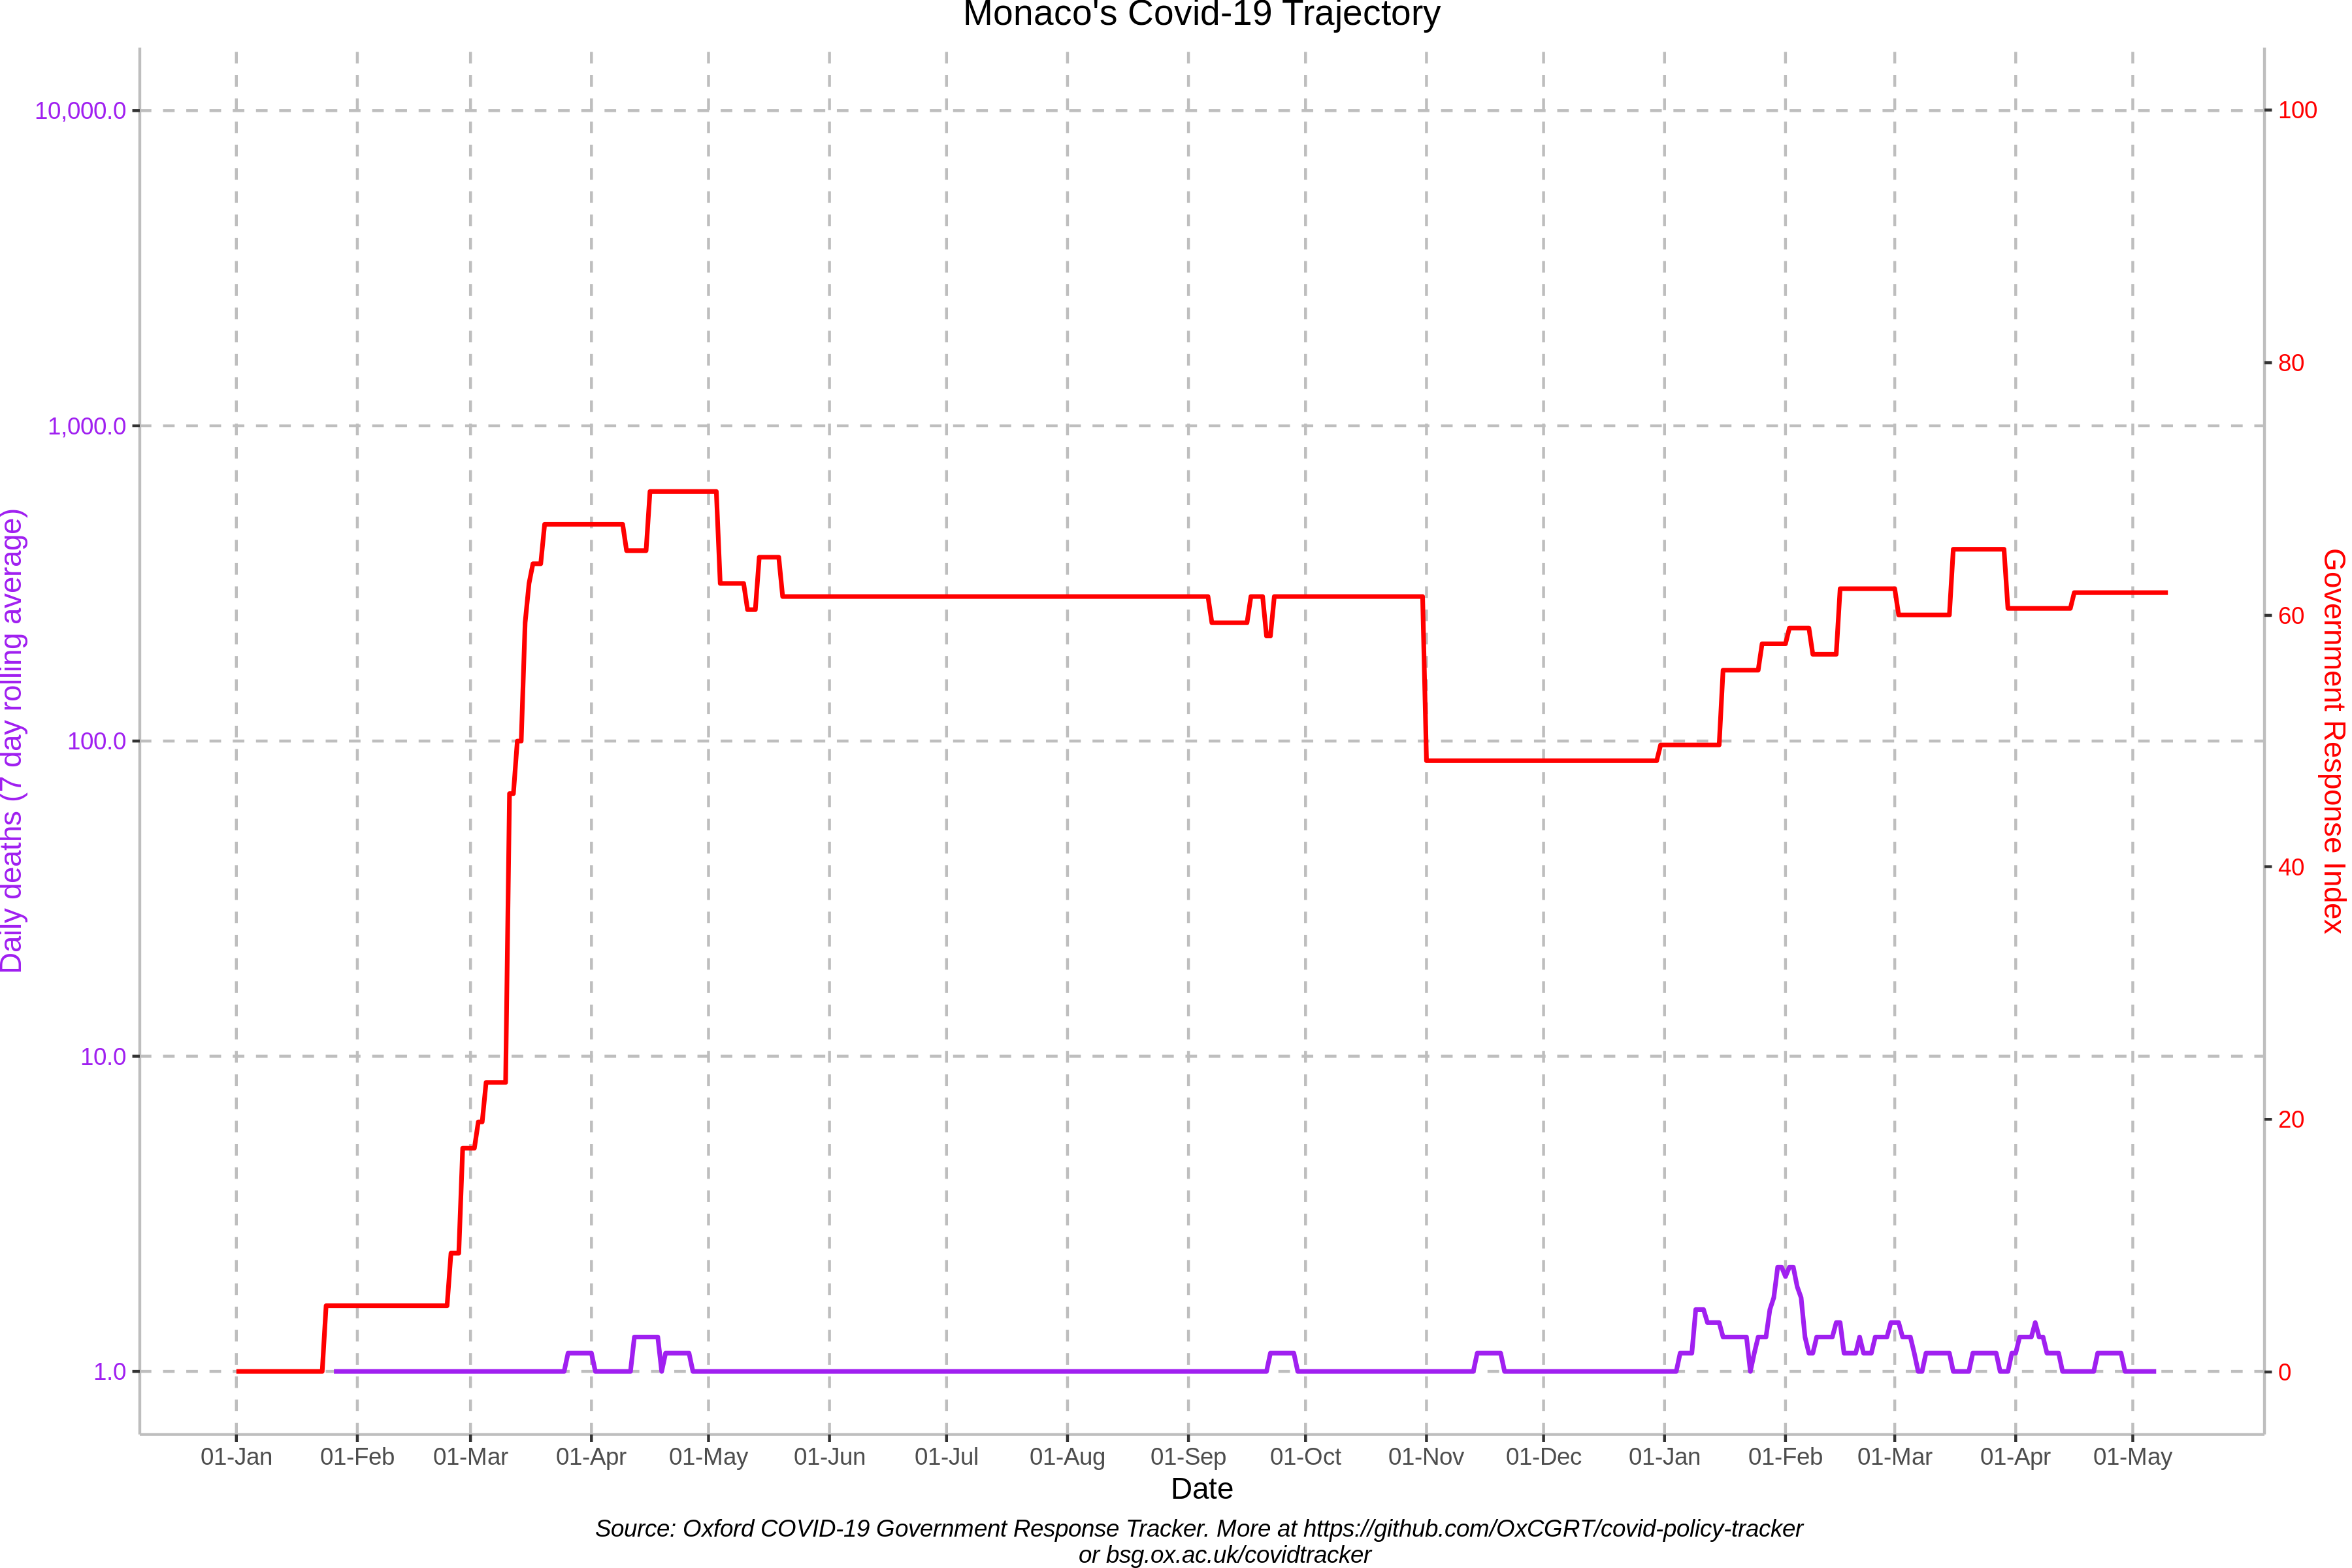 Monaco's Covid-19 Trajectory
10,000.0
1,000.0
100.0
10.0
1.0
Daily deaths (7 day rolling average)
100
80
60
40
20
0
Government Response Index
01-Jan 01-Feb 01-Mar 01-Apr 01-May 01-Jun 01-Jul 01-Aug 01-Sep 01-Oct 01-Nov 01-Dec 01-Jan 01-Feb 01-Mar 01-Apr 01-May
Date
Source: Oxford COVID-19 Government Response Tracker. More at https://github.com/OxCGRT/covid-policy-tracker
or bsg.ox.ac.uk/covidtracker